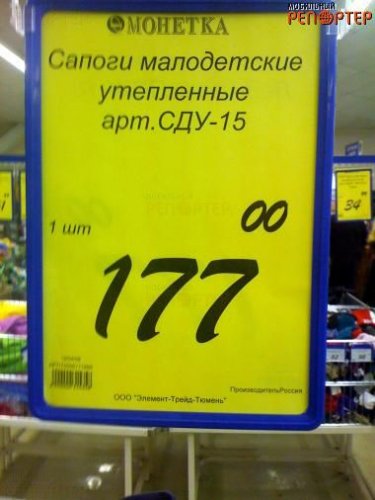 МОБИЛЬНЫЙ
РЕПОРТЕР
МОНЕТКА
Сапоги малодетские
утепленные
арт.СДУ-15
РЕПОРТЕР
1 шт
177 00
34
ПроизводительРоссия
ООО "Элемент-Трейд-Тюмень"